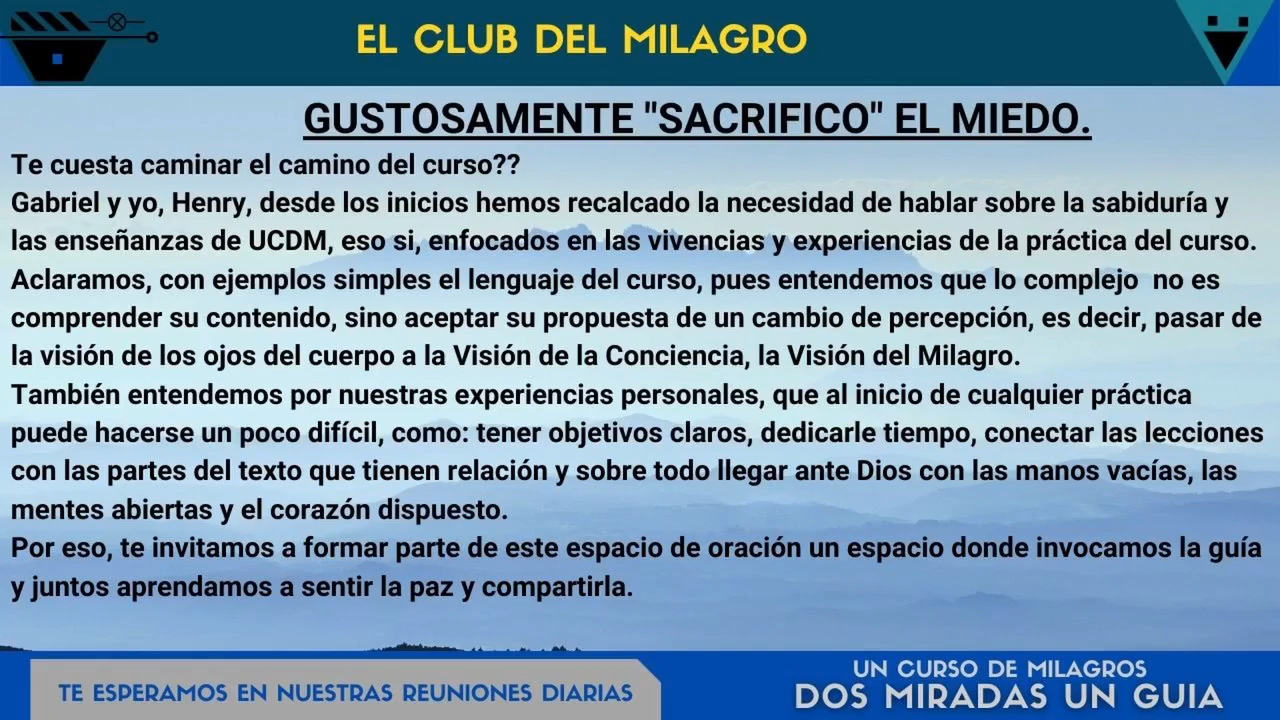 EL CLUB DEL MILAGRO
GUSTOSAMENTE "SACRIFICO" EL MIEDO.
Te cuesta caminar el camino del curso??
Gabriel y yo, Henry, desde los inicios hemos recalcado la necesidad de hablar sobre la sabiduría y
las enseñanzas de UCDM, eso si, enfocados en las vivencias y experiencias de la práctica del curso.
Aclaramos, con ejemplos simples el lenguaje del curso, pues entendemos que lo complejo  no es
comprender su contenido, sino aceptar su propuesta de un cambio de percepción, es decir, pasar de
la visión de los ojos del cuerpo a la Visión de la Conciencia, la Visión del Milagro.
También entendemos por nuestras experiencias personales, que al inicio de cualquier práctica
puede hacerse un poco difícil, como: tener objetivos claros, dedicarle tiempo, conectar las lecciones
con las partes del texto que tienen relación y sobre todo llegar ante Dios con las manos vacías, las
mentes abiertas y el corazón dispuesto.
Por eso, te invitamos a formar parte de este espacio de oración un espacio donde invocamos la guía
y juntos aprendamos a sentir la paz y compartirla.
TE ESPERAMOS EN NUESTRAS REUNIONES DIARIAS
UN CURSO DE MILAGROS
DOS MIRADAS UN GUIA